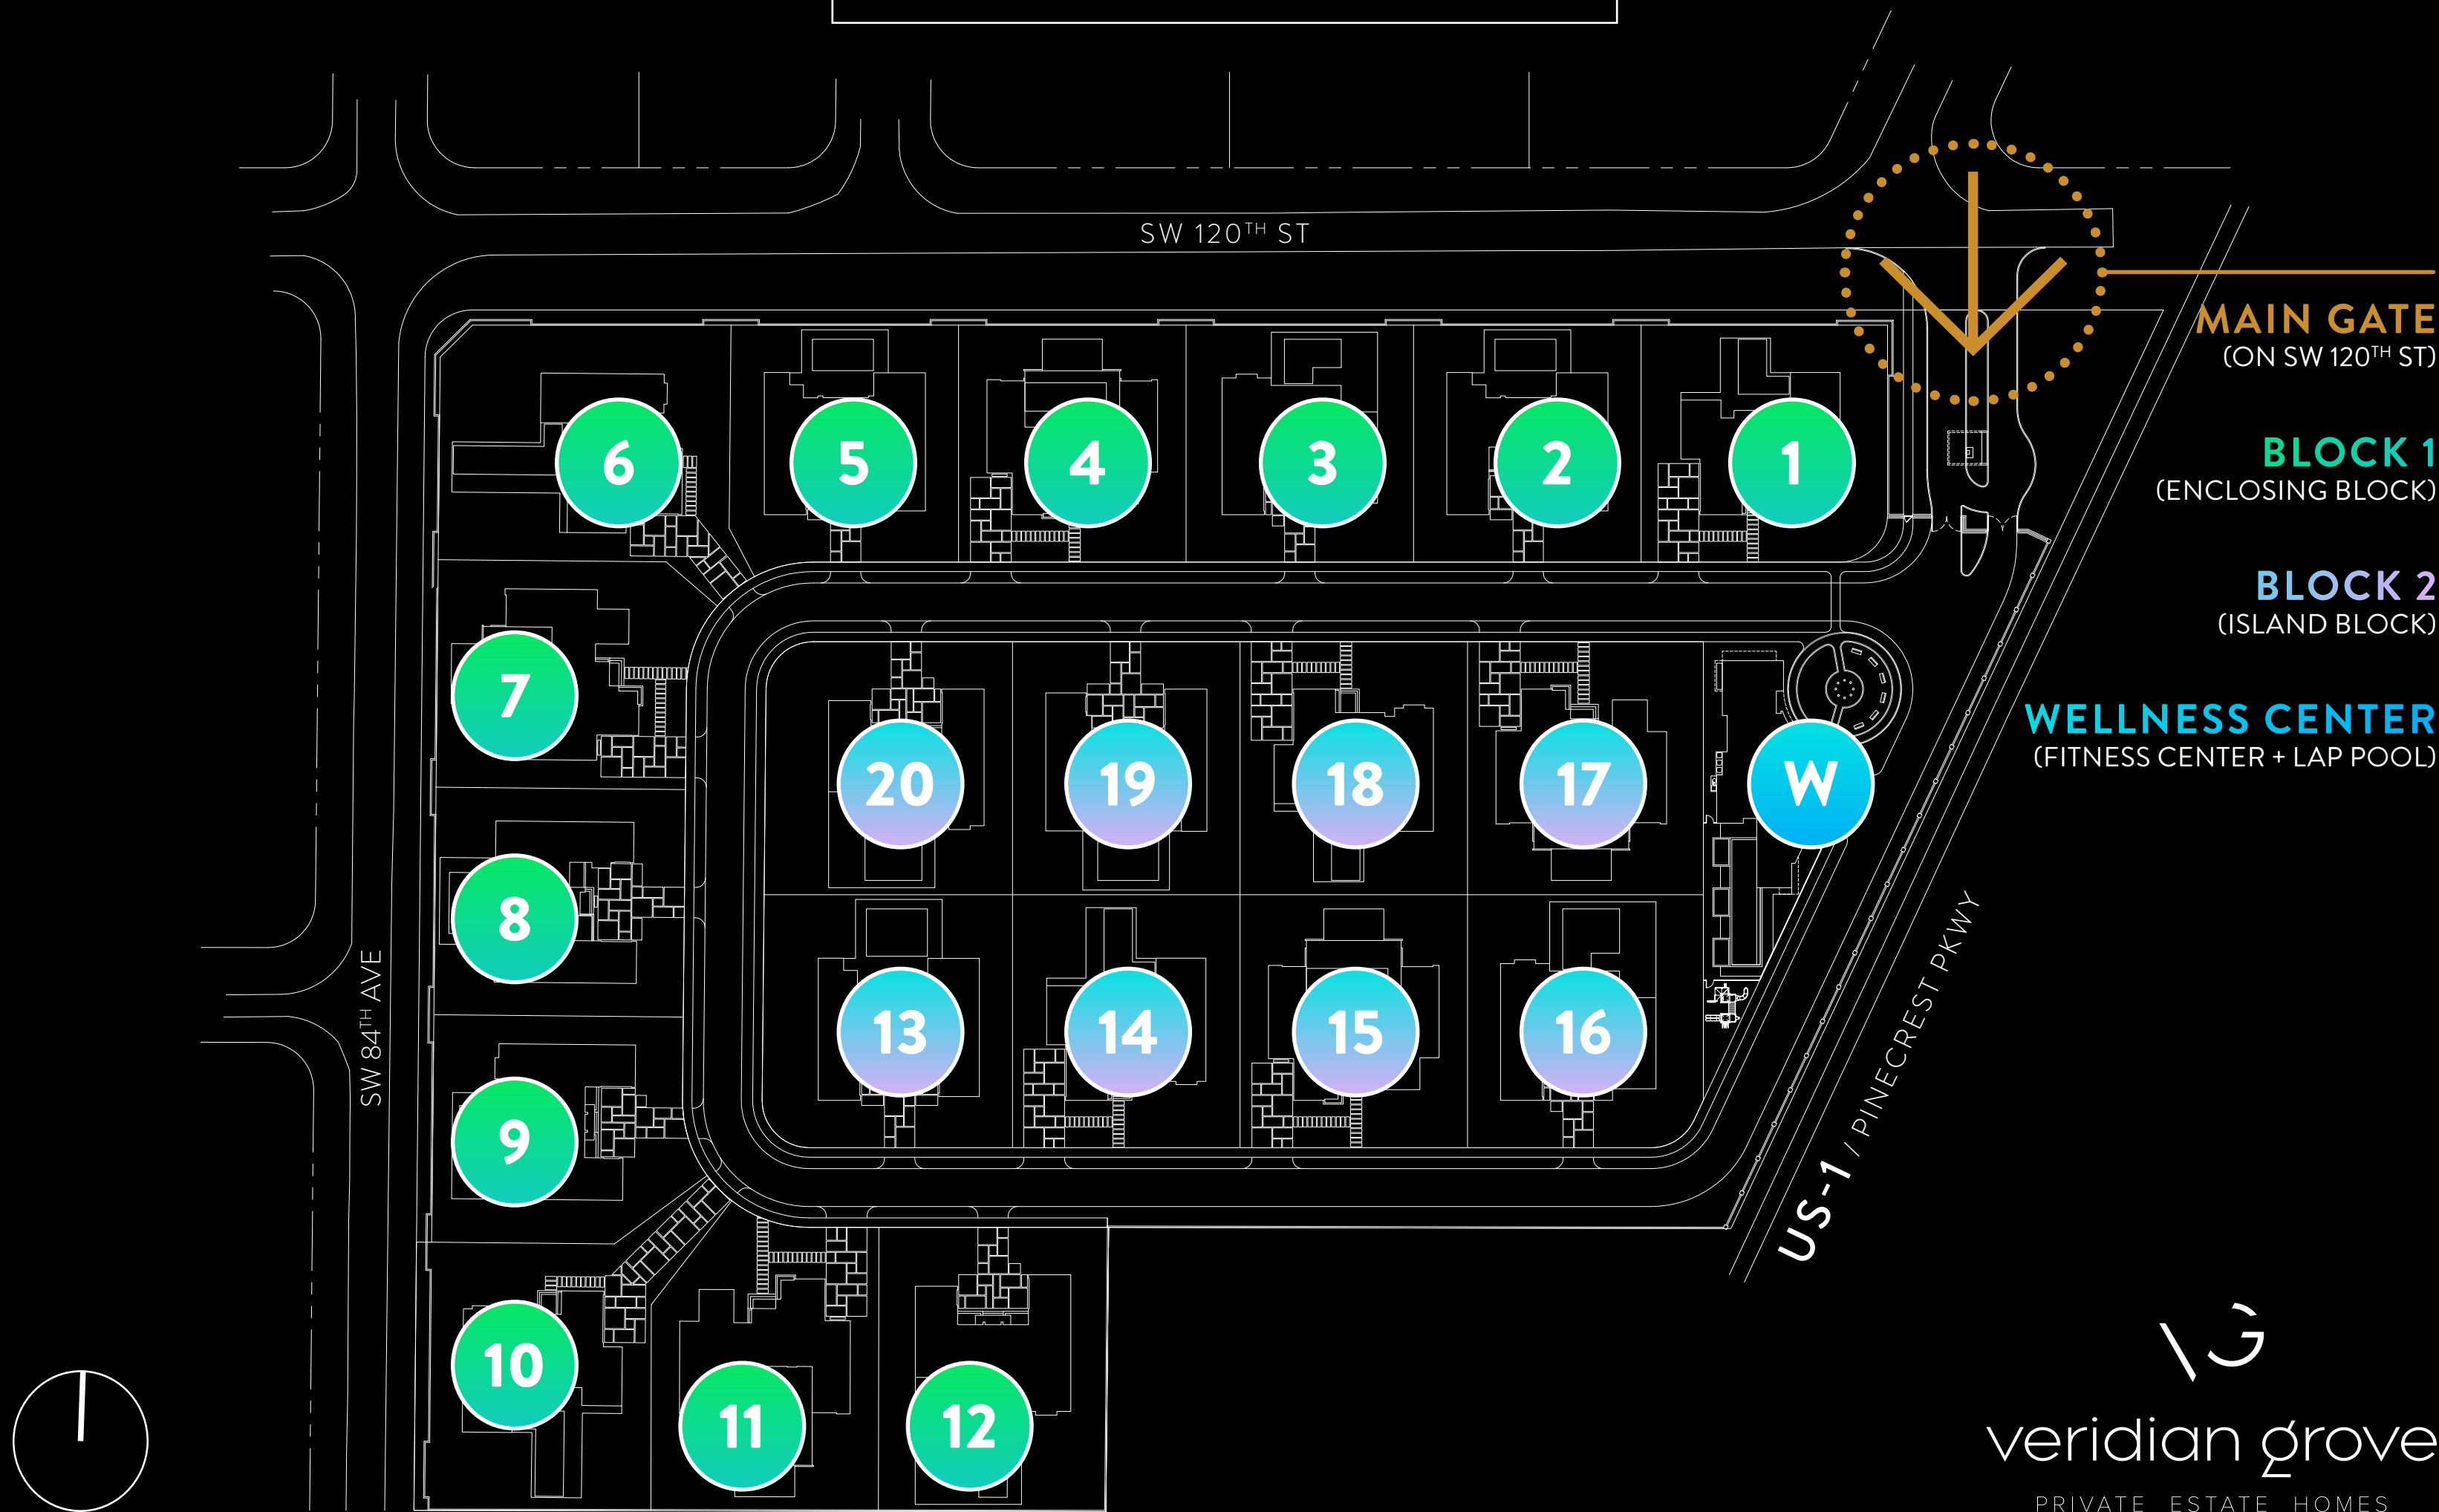 SW 120TH ST
MAIN GATE
(ON SW 120TH ST)
BLOCK 1
(ENCLOSING BLOCK)
BLOCK 2
(ISLAND BLOCK)
WELLNESS CENTER
(FITNESS CENTER + LAP POOL)
6 5 4 3 2 1
7
20 19 18 17 W
8
13 14 15 16
9
10
11 12
SW 84TH AVE
US-1 / PINECREST PKWY
VG
veridian grove
PRIVATE ESTATE HOMES